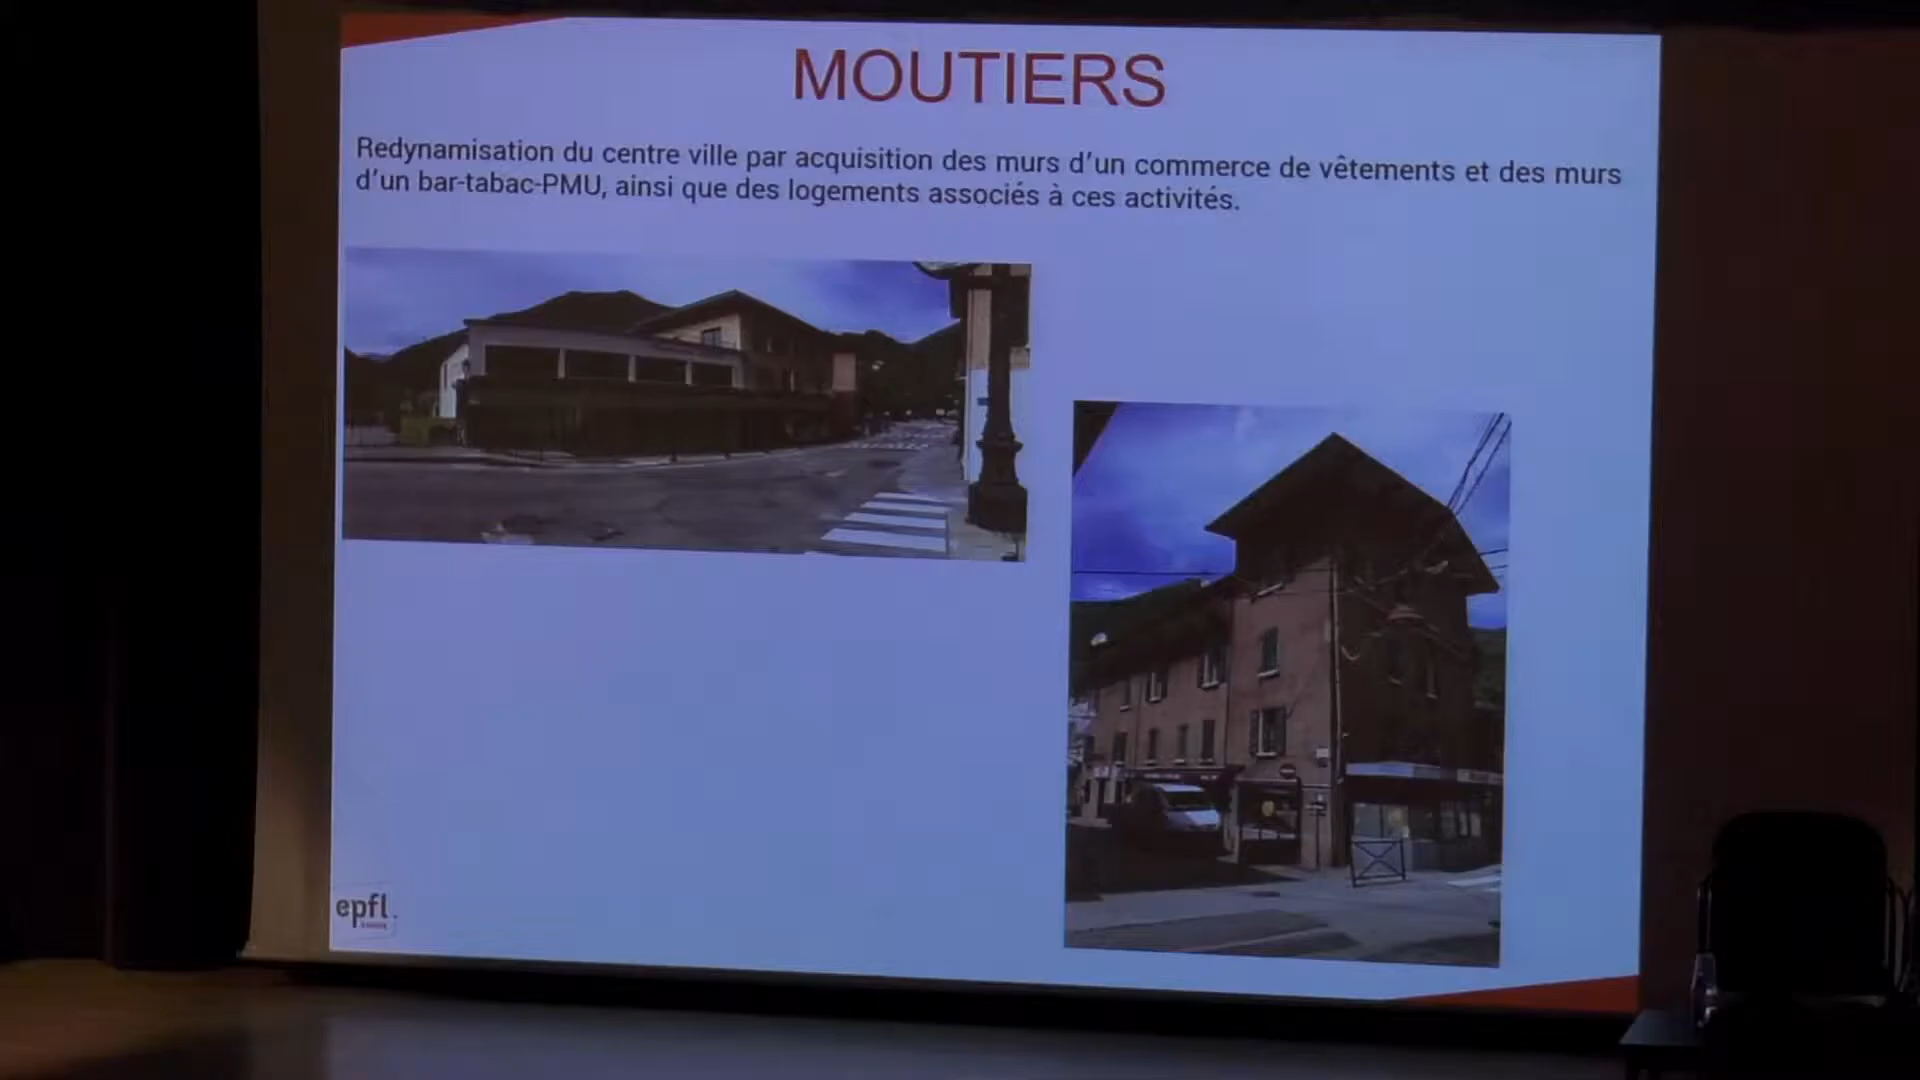 MOUTIERS
Redynamisation du centre ville par acquisition des murs d’un commerce de vêtements et des murs
d’un bar-tabac-PMU, ainsi que des logements associés à ces activités.
epfl.